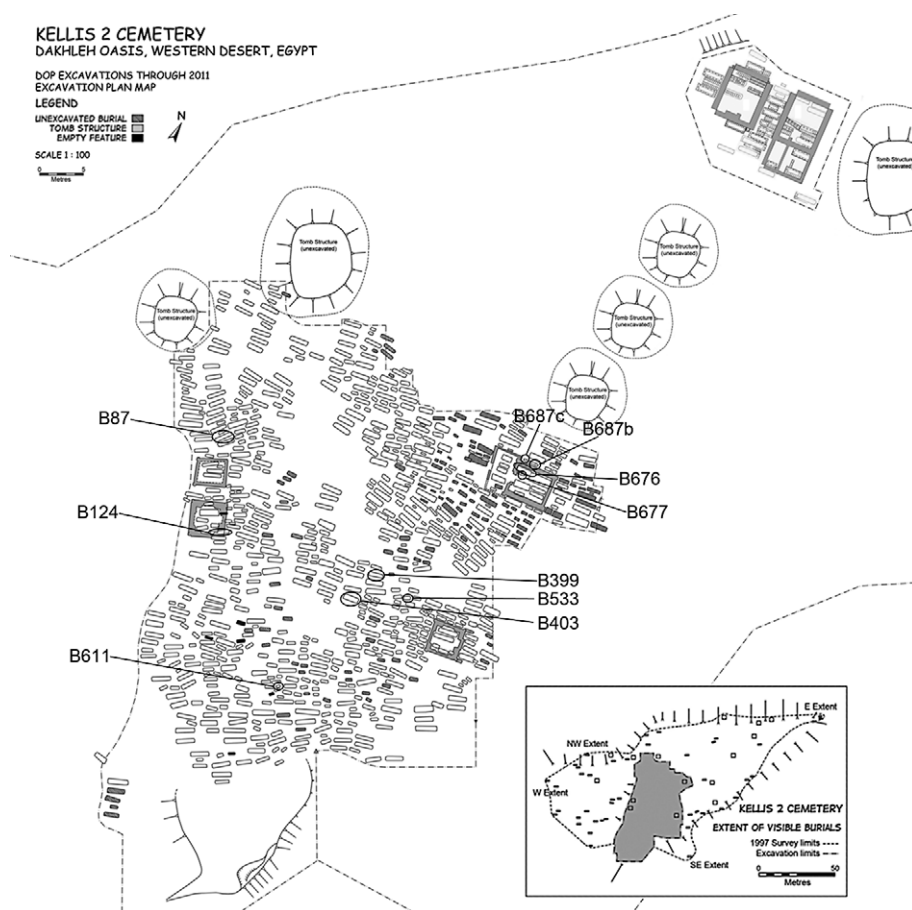 KELLIS 2 CEMETERY
DAKHLEH OASIS, WESTERN DESERT, EGYPT
DOP EXCAVATIONS THROUGH 2011
EXCAVATION PLAN MAP
LEGEND
UNEXCAVATED BURIAL
TOMB STRUCTURE
EMPTY FEATURE
N
SCALE 1 : 100
0 5
Metres
Tomb Structure
(unexcavated)
Tomb Structure
(unexcavated)
Tomb Structure
(unexcavated)
Tomb Structure
(unexcavated)
Tomb Structure
(unexcavated)
Tomb Structure
(unexcavated)
B87
B687c
B687b
B676
B677
B124
B399
B533
B403
B611
E Extent
NW Extent
W Extent
SE Extent
KELLIS 2 CEMETERY
EXTENT OF VISIBLE BURIALS
1997 Survey limits
Excavation limits
0 50
Metres